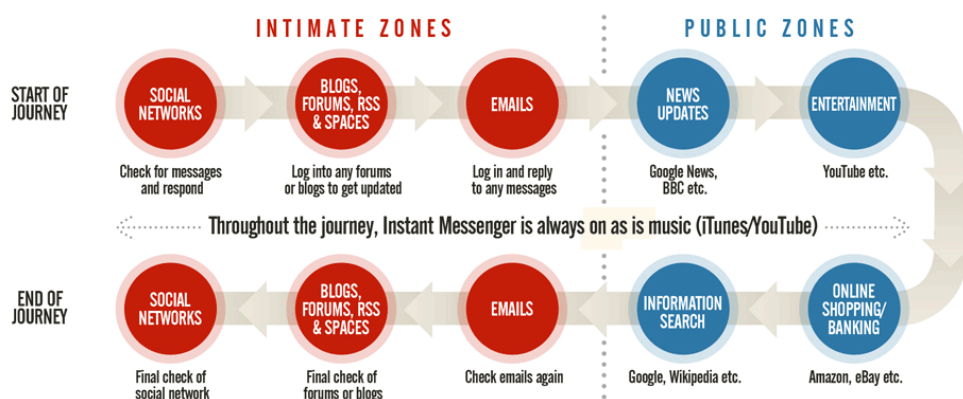 INTIMATE ZONES
PUBLIC ZONES
START OF
JOURNEY
SOCIAL
NETWORKS
BLOGS,
FORUMS, RSS
& SPACES
EMAILS
NEWS
UPDATES
ENTERTAINMENT
Check for messages
and respond
Log into any forums
or blogs to get updated
Log in and reply
to any messages
Google News,
BBC etc.
YouTube etc.
Throughout the journey, Instant Messenger is always on as is music (iTunes/YouTube)
END OF
JOURNEY
SOCIAL
NETWORKS
BLOGS,
FORUMS, RSS
& SPACES
EMAILS
INFORMATION
SEARCH
ONLINE
SHOPPING/
BANKING
Final check of
social network
Final check of
forums or blogs
Check emails again
Google, Wikipedia etc.
Amazon, eBay etc.